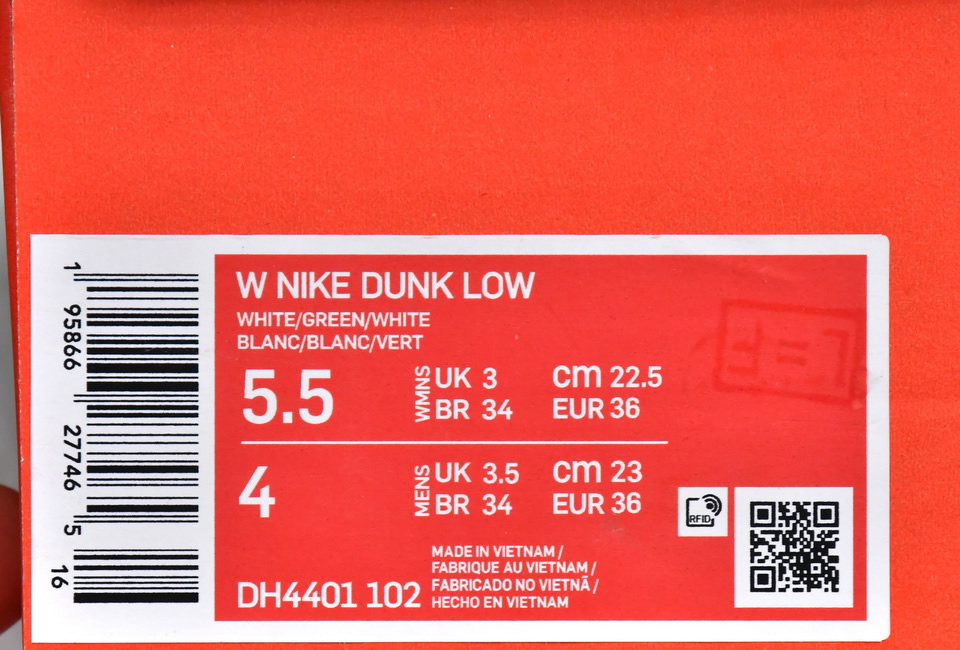 W NIKE DUNK LOW
WHITE/GREEN/WHITE
BLANC/BLANC/VERT
5.5
WMNS
UK 3
cm 22.5
BR 34
EUR 36
4
MENS
UK 3.5
cm 23
BR 34
EUR 36
RFID
DH4401 102
MADE IN VIETNAM /
FABRIQUE AU VIETNAM /
FABRICADO NO VIETNÃ /
HECHO EN VIETNAM
1 95866 27746 5 16